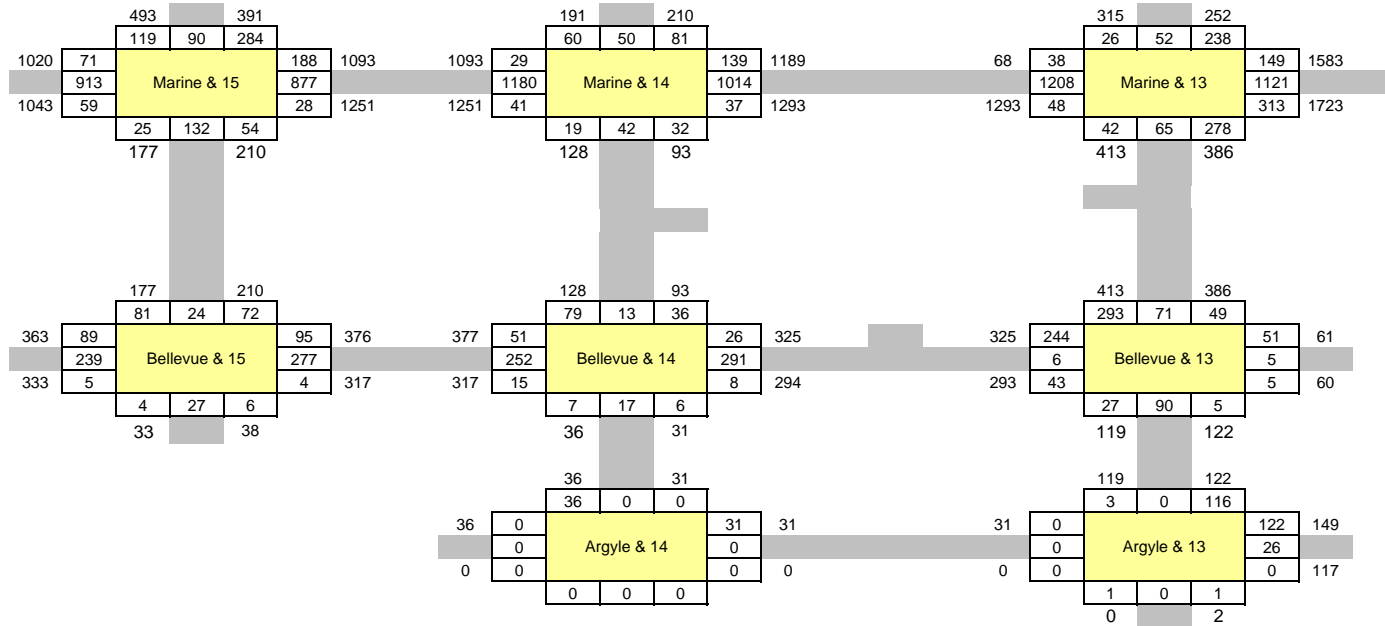 493 391 191 210 315 252
119 90 284 60 50 81 26 52 238
1020 71 188 1093 1093 29 139 1189 68 38 149 1583
913 Marine & 15 877 1180 Marine & 14 1014 1208 Marine & 13 1121
1043 59 28 1251 1251 41 37 1293 1293 48 313 1723
25 132 54 19 42 32 42 65 278
177 210 128 93 413 386
177 210 128 93 413 386
81 24 72 79 13 36 293 71 49
363 89 95 376 377 51 26 325 325 244 51 61
239 Bellevue & 15 277 252 Bellevue & 14 291 6 Bellevue & 13 5
333 5 4 317 317 15 8 294 293 43 5 60
4 27 6 7 17 6 27 90 5
33 38 36 31 119 122
36 31 119 122
36 0 0 3 0 116
36 0 31 31 31 0 122 149
0 Argyle & 14 0 0 Argyle & 13 26
0 0 0 0 0 0 0 117
0 0 0 1 0 1
0 2